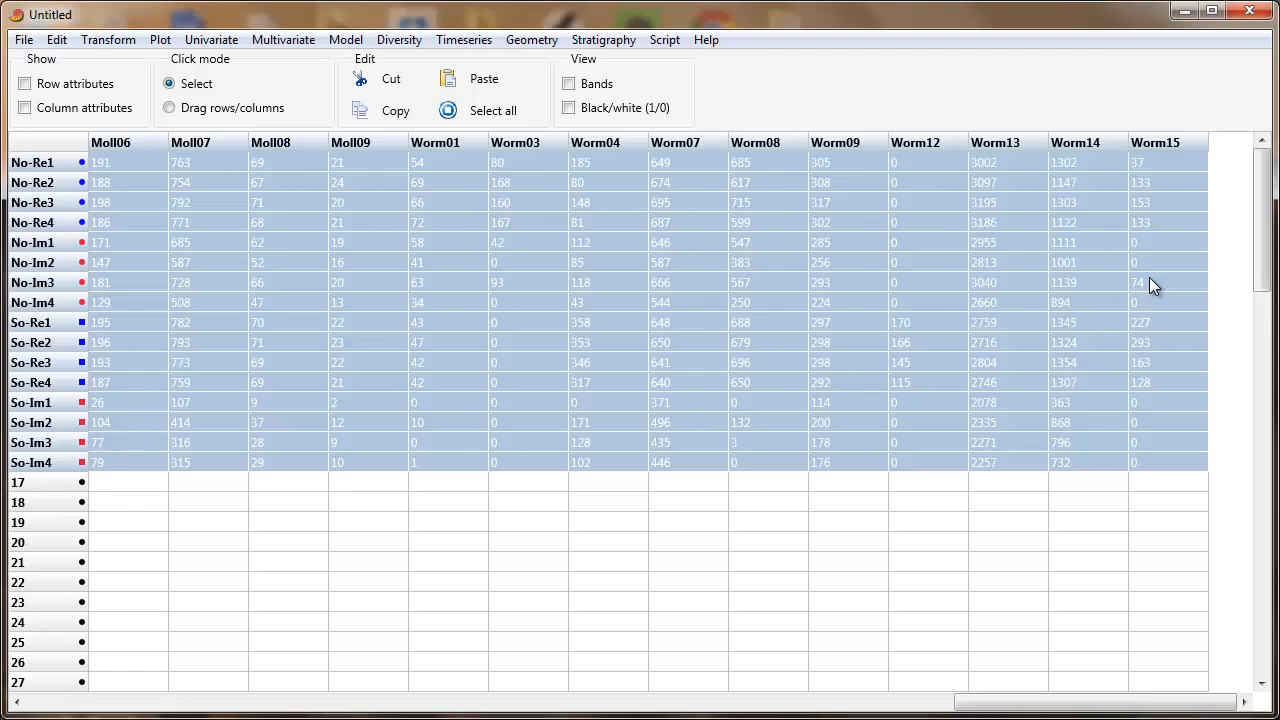 Untitled
File Edit Transform Plot Univariate Multivariate Model Diversity Timeseries Geometry Stratigraphy Script Help
Show Click mode Edit View
Row attributes Select Cut Paste Bands
Column attributes Drag rows/columns Copy Select all Black/white (1/0)
Moll06 Moll07 Moll08 Moll09 Worm01 Worm03 Worm04 Worm07 Worm08 Worm09 Worm12 Worm13 Worm14 Worm15
No-Re1 191 763 69 21 54 80 185 649 685 305 0 3002 1302 37
No-Re2 188 754 67 24 69 168 80 674 617 308 0 3097 1147 133
No-Re3 198 792 71 20 66 160 148 695 715 317 0 3195 1303 153
No-Re4 186 771 68 21 72 167 81 687 599 302 0 3186 1122 133
No-Im1 171 685 62 19 58 42 112 646 547 285 0 2955 1111 0
No-Im2 147 587 52 16 41 0 85 587 383 256 0 2813 1001 0
No-Im3 181 728 66 20 63 93 118 666 567 293 0 3040 1139 74
No-Im4 129 508 47 13 34 0 43 544 250 224 0 2660 894 0
So-Re1 195 782 70 22 43 0 358 648 688 297 170 2759 1345 227
So-Re2 196 793 71 23 47 0 353 650 679 298 166 2716 1324 293
So-Re3 193 773 69 22 42 0 346 641 696 298 145 2804 1354 163
So-Re4 187 759 69 21 42 0 317 640 650 292 115 2746 1307 128
So-Im1 26 107 9 2 0 0 0 371 0 114 0 2078 363 0
So-Im2 104 414 37 12 10 0 171 496 132 200 0 2335 868 0
So-Im3 77 316 28 9 0 0 128 435 3 178 0 2271 796 0
So-Im4 79 315 29 10 1 0 102 446 0 176 0 2257 732 0
17
18
19
20
21
22
23
24
25
26
27